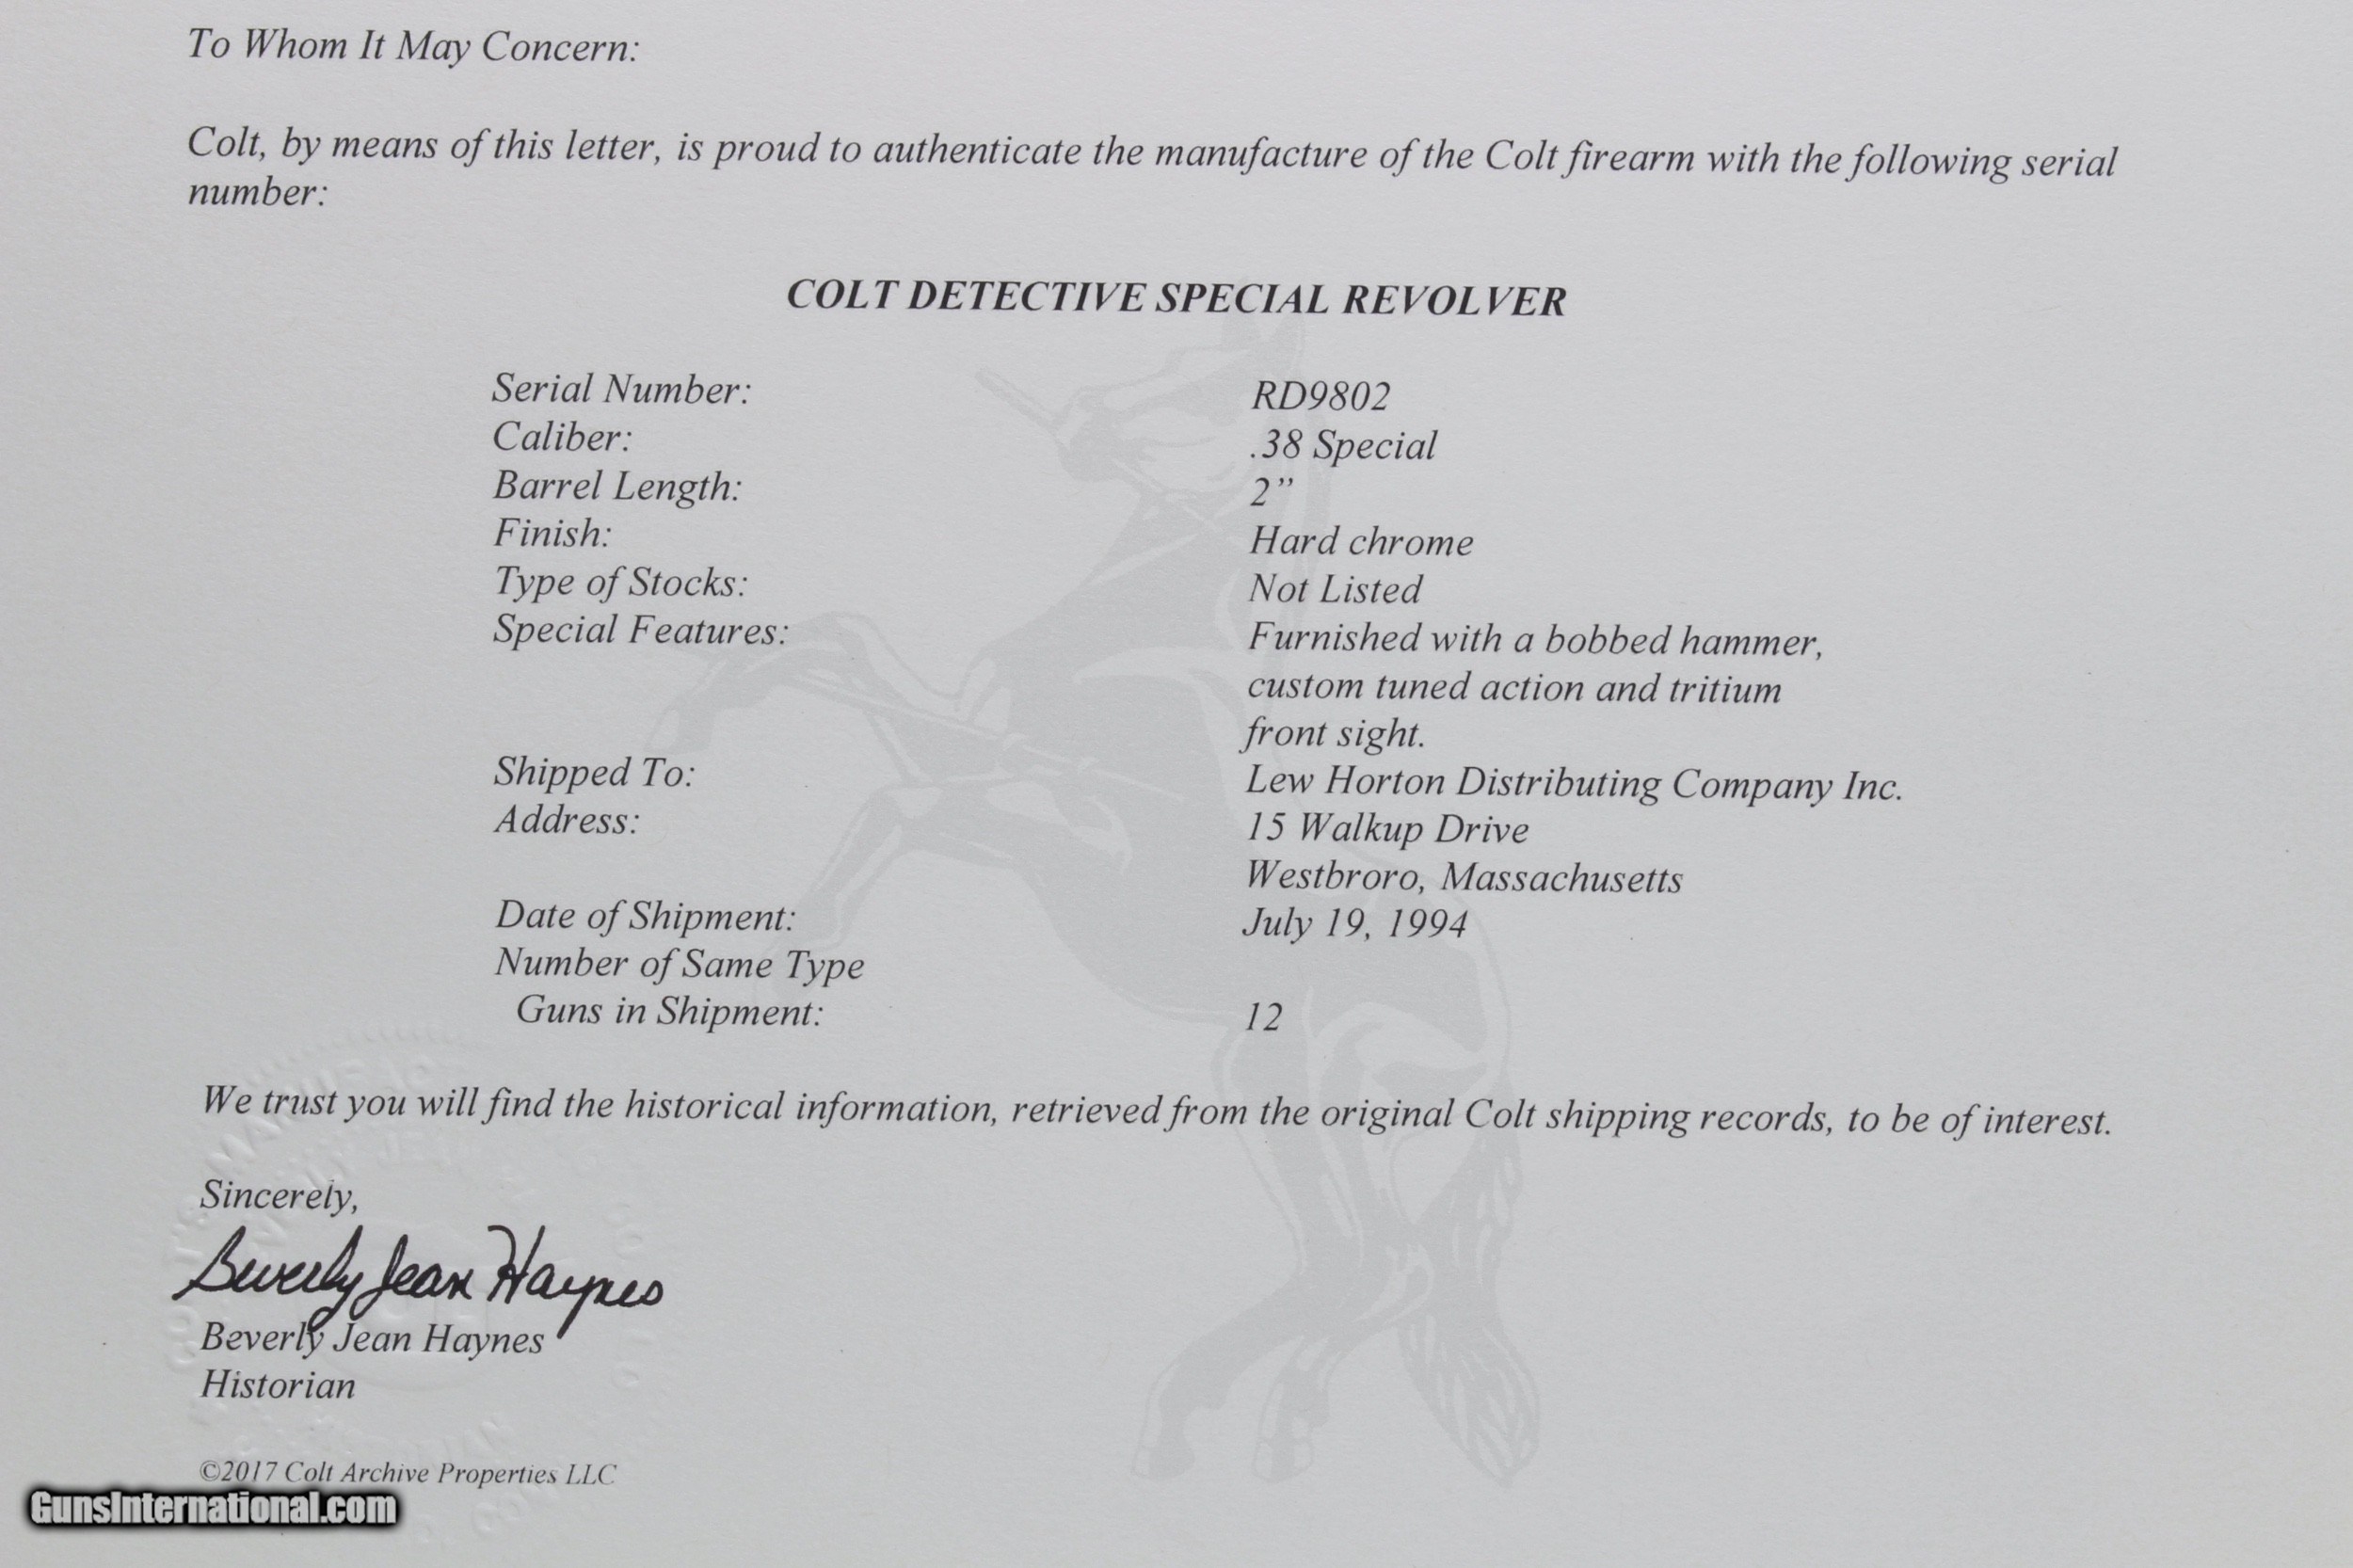 To Whom It May Concern:
Colt, by means of this letter, is proud to authenticate the manufacture of the Colt firearm with the following serial
number:
COLT DETECTIVE SPECIAL REVOLVER
Serial Number: RD9802
Caliber: .38 Special
Barrel Length: 2”
Finish: Hard chrome
Type of Stocks: Not Listed
Special Features: Furnished with a bobbed hammer,
custom tuned action and tritium
front sight.
Shipped To: Lew Horton Distributing Company Inc.
Address: 15 Walkup Drive
Westbroro, Massachusetts
Date of Shipment: July 19, 1994
Number of Same Type
Guns in Shipment: 12
We trust you will find the historical information, retrieved from the original Colt shipping records, to be of interest.
Sincerely,
Beverly Jean Haynes
Beverly Jean Haynes
Historian
©2017 Colt Archive Properties LLC
GunsInternational.com